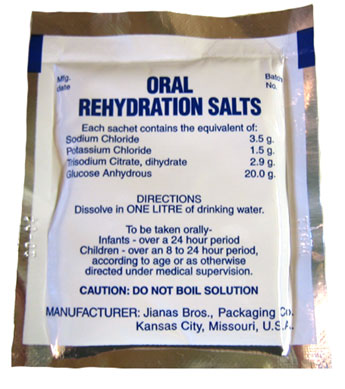 Mfg. Batch
date No.
ORAL
REHYDRATION SALTS
Each sachet contains the equivalent of:
Sodium Chloride 3.5 g.
Potassium Chloride 1.5 g.
Trisodium Citrate, dihydrate 2.9 g.
Glucose Anhydrous 20.0 g.
DIRECTIONS
Dissolve in ONE LITRE of drinking water.
To be taken orally-
Infants - over a 24 hour period
Children - over an 8 to 24 hour period,
according to age or as otherwise
directed under medical supervision.
CAUTION: DO NOT BOIL SOLUTION
MANUFACTURER: Jianas Bros., Packaging Co.
Kansas City, Missouri, U.S.A.